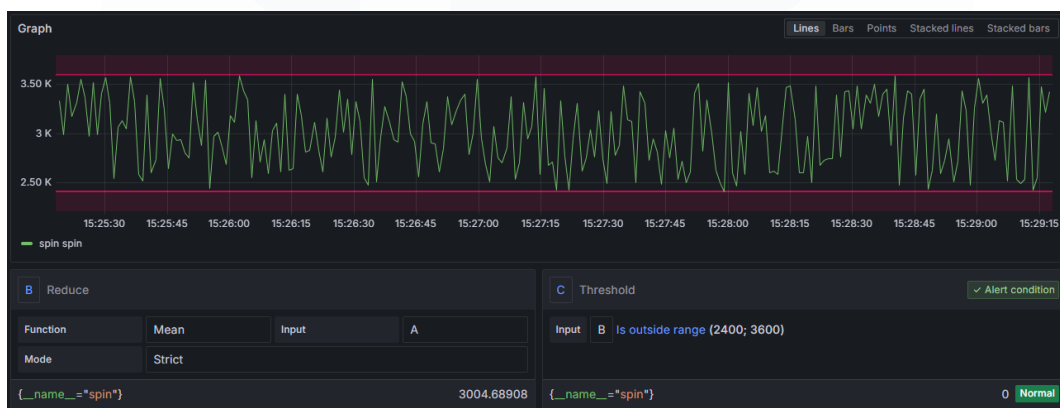 Graph
Lines Bars Points Stacked lines Stacked bars
3.50 K
3 K
2.50 K
15:25:30 15:25:45 15:26:00 15:26:15 15:26:30 15:26:45 15:27:00 15:27:15 15:27:30 15:27:45 15:28:00 15:28:15 15:28:30 15:28:45 15:29:00 15:29:15
spin spin
B Reduce
Function Mean Input A
Mode Strict
{__name__="spin"} 3004.68908
C Threshold
✓ Alert condition
Input B Is outside range (2400; 3600)
{__name__="spin"} 0 Normal